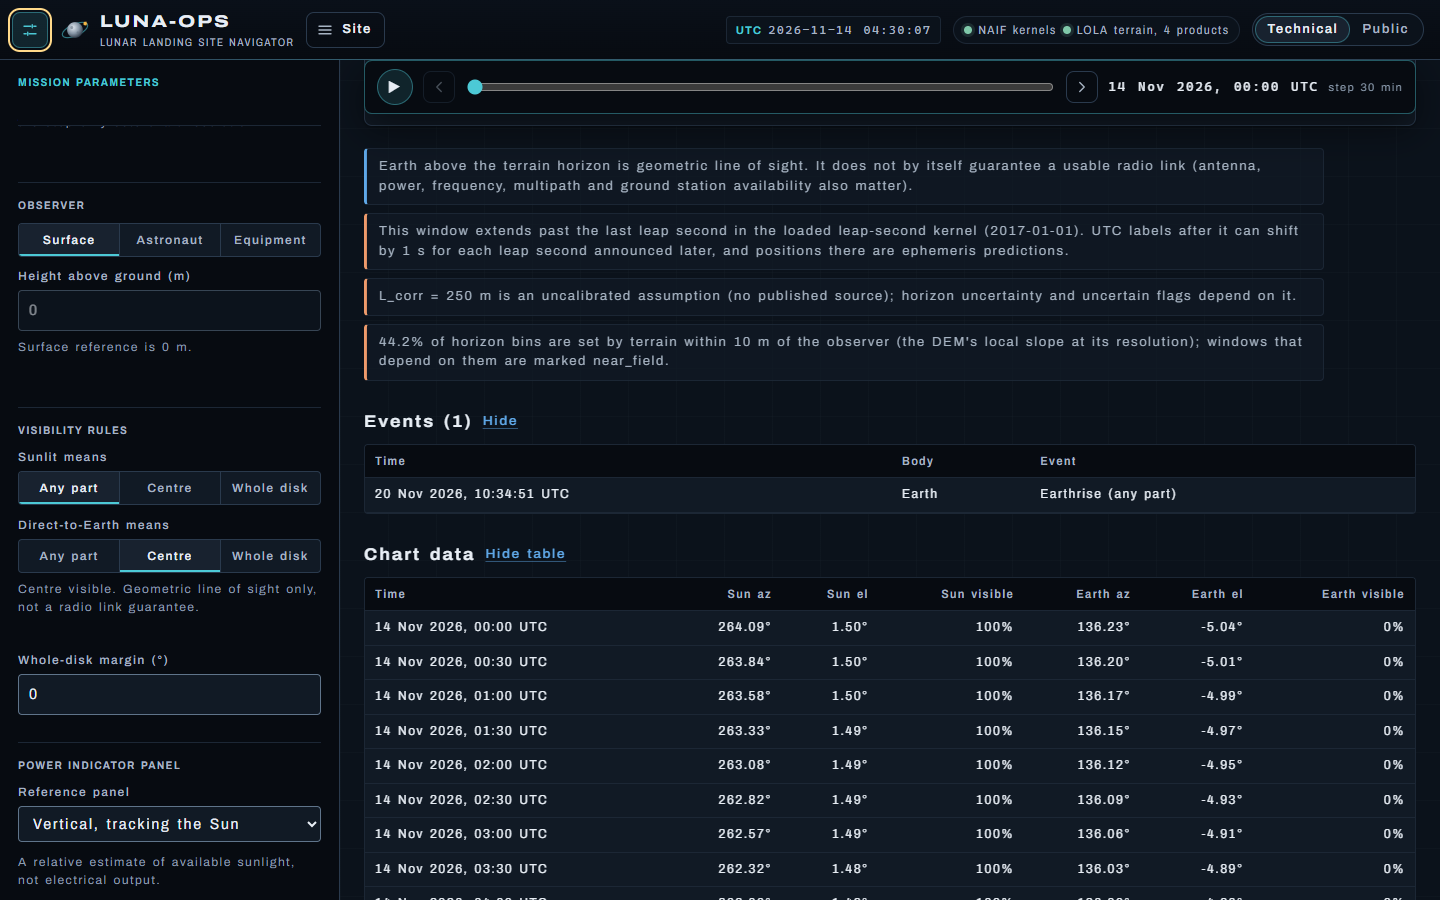 LUNA-OPS
LUNAR LANDING SITE NAVIGATOR
Site
UTC 2026-11-14 04:30:07
NAIF kernels LOLA terrain, 4 products
Technical Public
MISSION PARAMETERS
OBSERVER
Surface Astronaut Equipment
Height above ground (m)
0
Surface reference is 0 m.
VISIBILITY RULES
Sunlit means
Any part Centre Whole disk
Direct-to-Earth means
Any part Centre Whole disk
Centre visible. Geometric line of sight only,
not a radio link guarantee.
Whole-disk margin (°)
0
POWER INDICATOR PANEL
Reference panel
Vertical, tracking the Sun
A relative estimate of available sunlight,
not electrical output.
14 Nov 2026, 00:00 UTC step 30 min
Earth above the terrain horizon is geometric line of sight. It does not by itself guarantee a usable radio link (antenna,
power, frequency, multipath and ground station availability also matter).
This window extends past the last leap second in the loaded leap-second kernel (2017-01-01). UTC labels after it can shift
by 1 s for each leap second announced later, and positions there are ephemeris predictions.
L_corr = 250 m is an uncalibrated assumption (no published source); horizon uncertainty and uncertain flags depend on it.
44.2% of horizon bins are set by terrain within 10 m of the observer (the DEM's local slope at its resolution); windows that
depend on them are marked near_field.
Events (1) Hide
Time Body Event
20 Nov 2026, 10:34:51 UTC Earth Earthrise (any part)
Chart data Hide table
Time Sun az Sun el Sun visible Earth az Earth el Earth visible
14 Nov 2026, 00:00 UTC 264.09° 1.50° 100% 136.23° -5.04° 0%
14 Nov 2026, 00:30 UTC 263.84° 1.50° 100% 136.20° -5.01° 0%
14 Nov 2026, 01:00 UTC 263.58° 1.50° 100% 136.17° -4.99° 0%
14 Nov 2026, 01:30 UTC 263.33° 1.49° 100% 136.15° -4.97° 0%
14 Nov 2026, 02:00 UTC 263.08° 1.49° 100% 136.12° -4.95° 0%
14 Nov 2026, 02:30 UTC 262.82° 1.49° 100% 136.09° -4.93° 0%
14 Nov 2026, 03:00 UTC 262.57° 1.49° 100% 136.06° -4.91° 0%
14 Nov 2026, 03:30 UTC 262.32° 1.48° 100% 136.03° -4.89° 0%